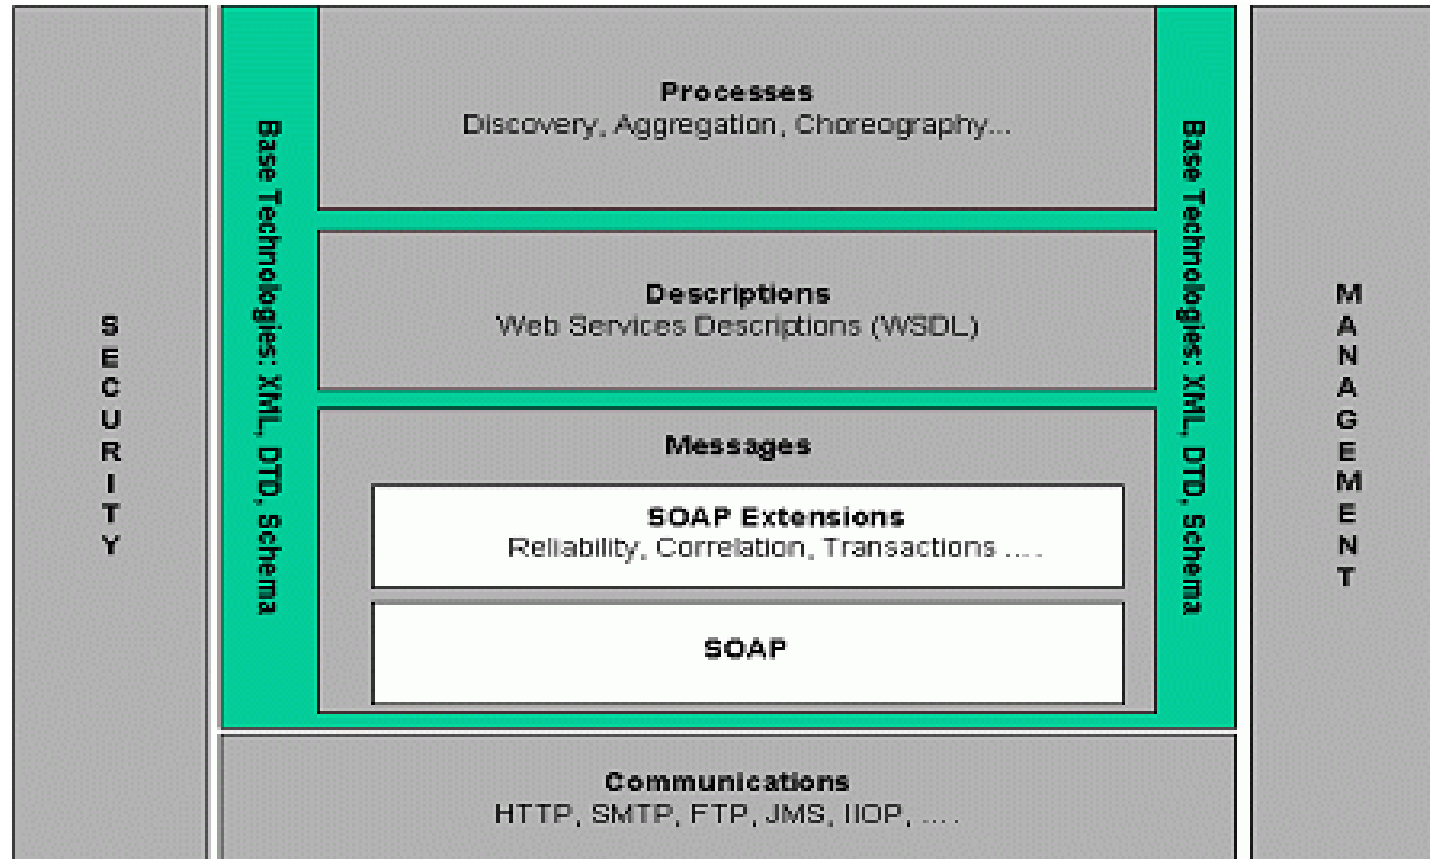 SECURITY
Base Technologies: XML, DTD, Schema
Processes
Discovery, Aggregation, Choreography...
Descriptions
Web Services Descriptions (WSDL)
Messages
SOAP Extensions
Reliability, Correlation, Transactions ....
SOAP
Base Technologies: XML, DTD, Schema
MANAGEMENT
Communications
HTTP, SMTP, FTP, JMS, IIOP, ....